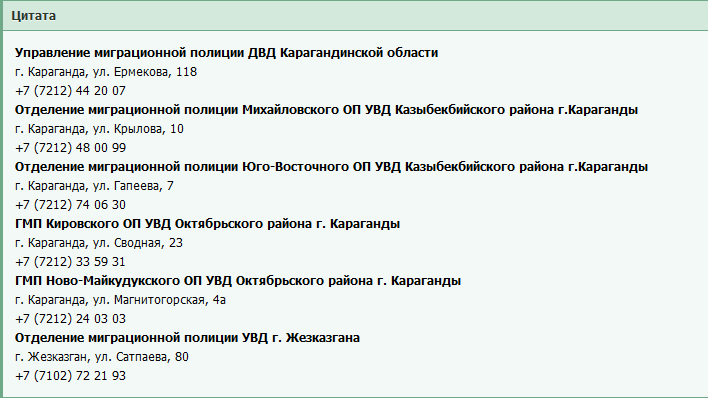 Цитата
Управление миграционной полиции ДВД Карагандинской области
г. Караганда, ул. Ермекова, 118
+7 (7212) 44 20 07
Отделение миграционной полиции Михайловского ОП УВД Казыбекбийского района г.Караганды
г. Караганда, ул. Крылова, 10
+7 (7212) 48 00 99
Отделение миграционной полиции Юго-Восточного ОП УВД Казыбекбийского района г.Караганды
г. Караганда, ул. Гапеева, 7
+7 (7212) 74 06 30
ГМП Кировского ОП УВД Октябрьского района г. Караганды
г. Караганда, ул. Сводная, 23
+7 (7212) 33 59 31
ГМП Ново-Майкудукского ОП УВД Октябрьского района г. Караганды
г. Караганда, ул. Магнитогорская, 4а
+7 (7212) 24 03 03
Отделение миграционной полиции УВД г. Жезказгана
г. Жезказган, ул. Сатпаева, 80
+7 (7102) 72 21 93